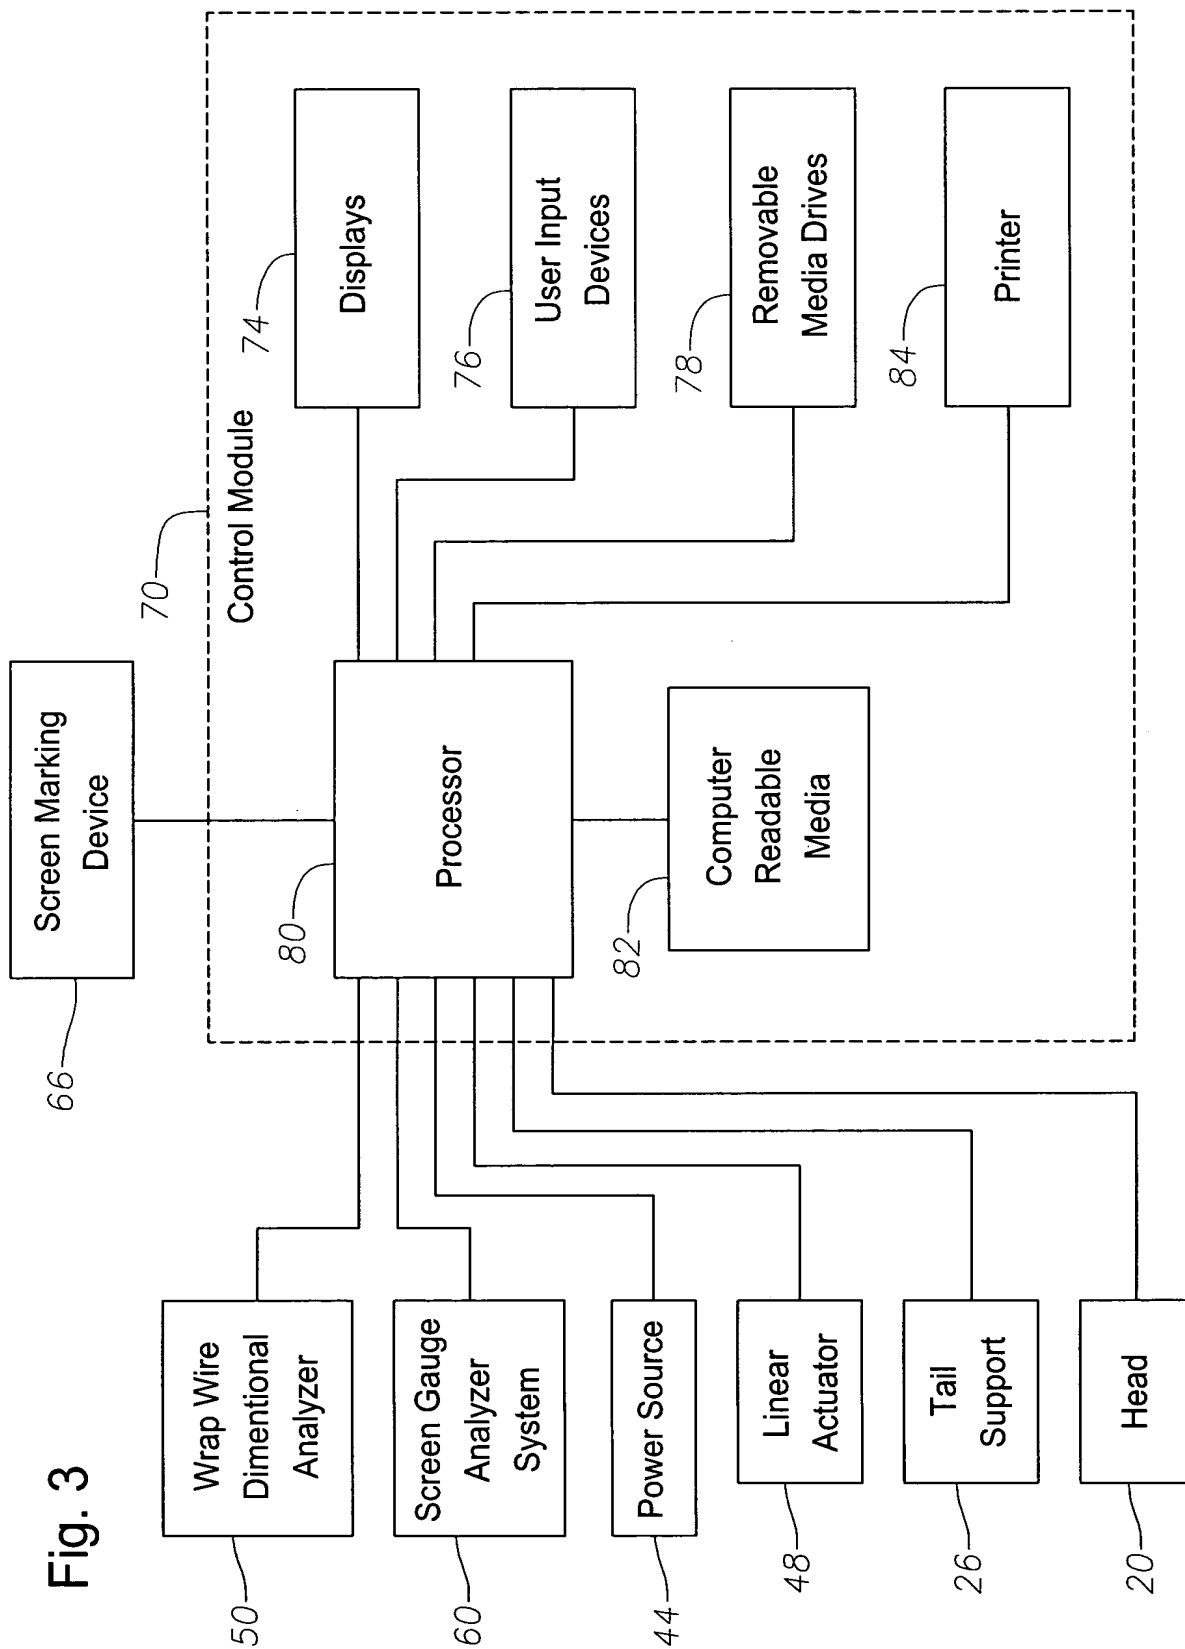 Fig. 3
66
Screen Marking
Device
70
Control Module
50
Wrap Wire
Dimentional
Analyzer
80
Processor
74
Displays
60
Screen Gauge
Analyzer
System
76
User Input
Devices
44
Power Source
82
Computer
Readable
Media
78
Removable
Media Drives
48
Linear
Actuator
26
Tail
Support
84
Printer
20
Head